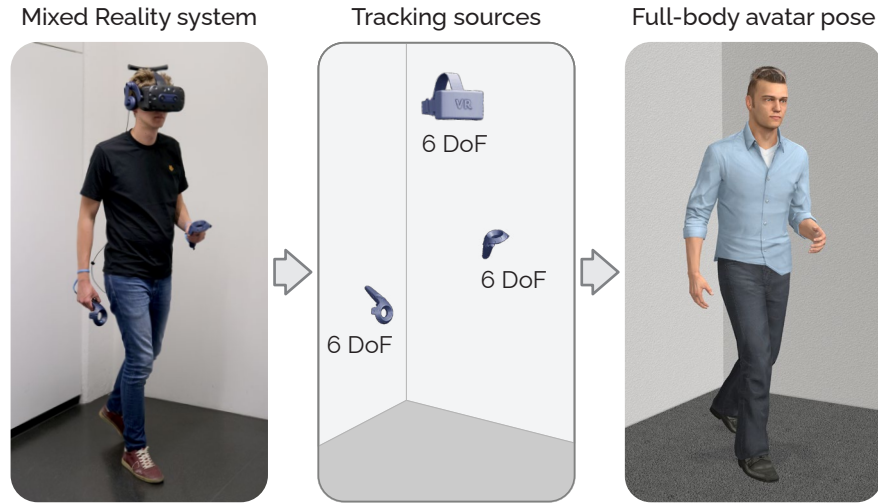 Mixed Reality system
Tracking sources
Full-body avatar pose
VR
6 DoF
6 DoF
6 DoF